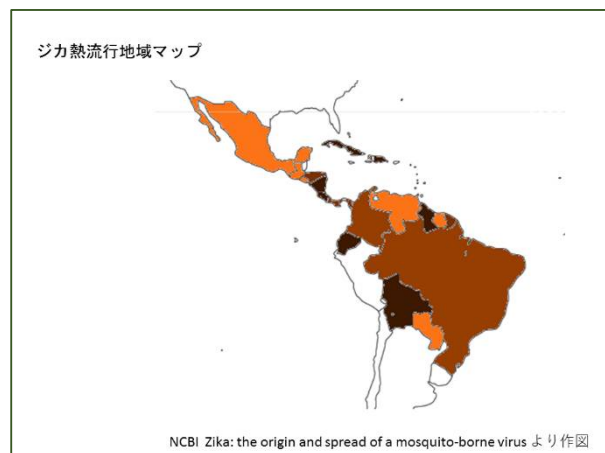 ジカ熱流行地域マップ
NCBI Zika: the origin and spread of a mosquito-borne virus より作図